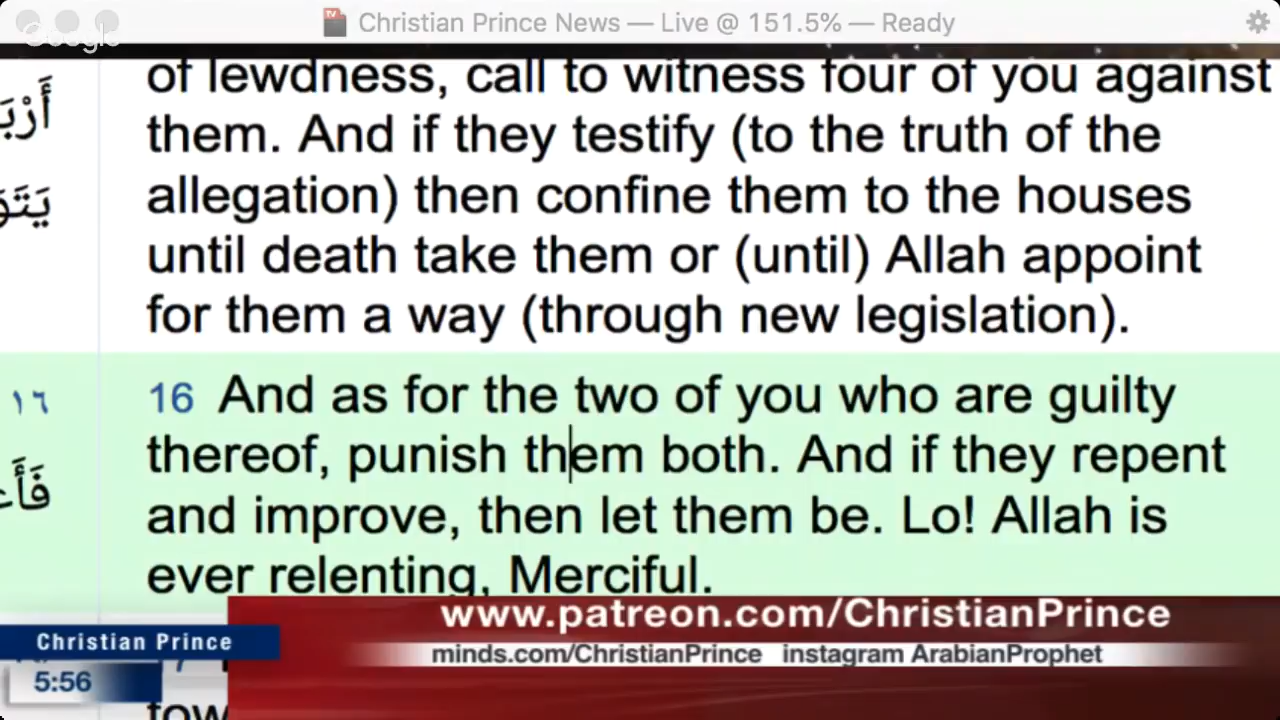 Christian Prince News — Live @ 151.5% — Ready
Google
of lewdness, call to witness four of you against
them. And if they testify (to the truth of the
allegation) then confine them to the houses
until death take them or (until) Allah appoint
for them a way (through new legislation).
١٦
16 And as for the two of you who are guilty
thereof, punish them both. And if they repent
and improve, then let them be. Lo! Allah is
ever relenting, Merciful.
www.patreon.com/ChristianPrince
Christian Prince
minds.com/ChristianPrince instagram ArabianProphet
5:56